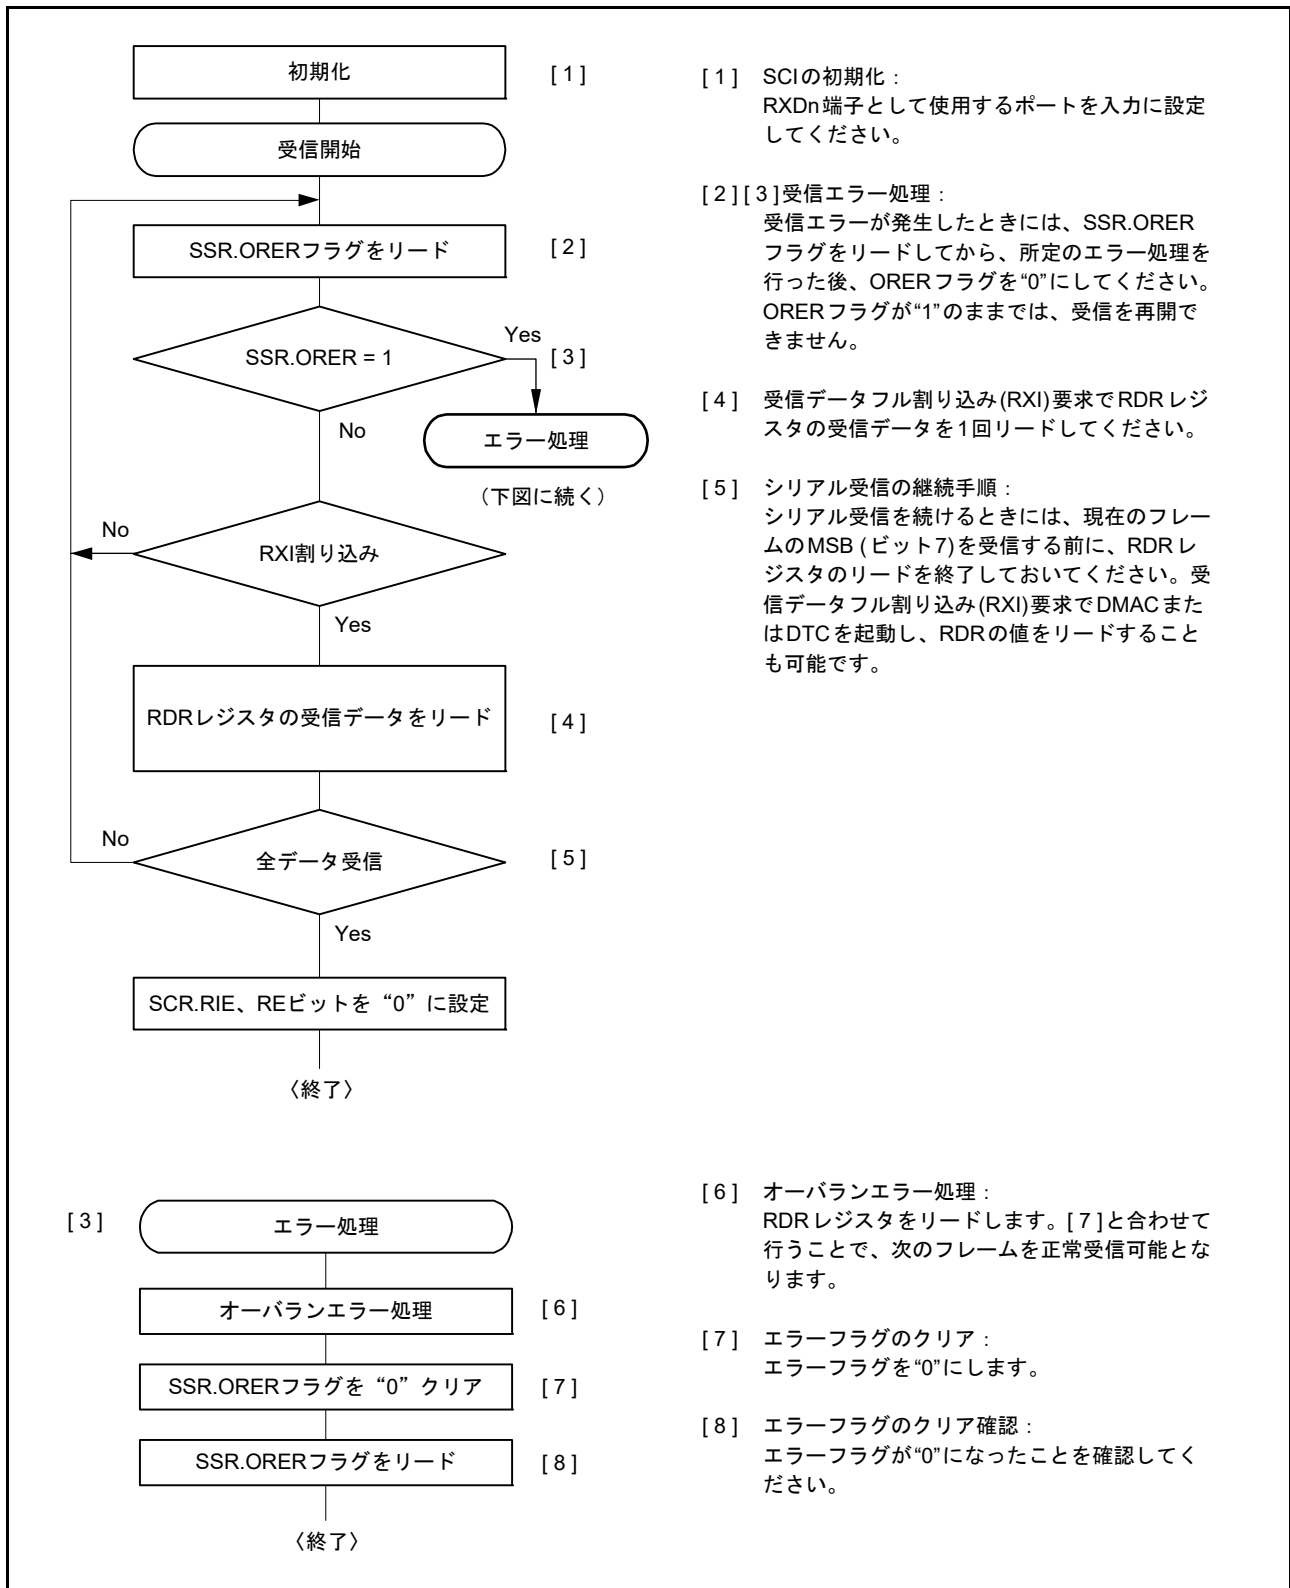 初期化
[ 1 ]
受信開始
SSR.ORERフラグをリード
[ 2 ]
SSR.ORER = 1
Yes
[ 3 ]
No
エラー処理
（下図に続く）
No
RXI割り込み
Yes
RDRレジスタの受信データをリード
[ 4 ]
No
全データ受信
[ 5 ]
Yes
SCR.RIE、REビットを“0”に設定
〈終了〉
[ 1 ] SCIの初期化：
RXDn端子として使用するポートを入力に設定
してください。
[ 2 ][ 3 ]受信エラー処理：
受信エラーが発生したときには、SSR.ORER
フラグをリードしてから、所定のエラー処理を
行った後、ORERフラグを“0”にしてください。
ORERフラグが“1”のままでは、受信を再開で
きません。
[ 4 ] 受信データフル割り込み(RXI)要求でRDRレジ
スタの受信データを1回リードしてください。
[ 5 ] シリアル受信の継続手順：
シリアル受信を続けるときには、現在のフレー
ムのMSB (ビット7)を受信する前に、RDRレ
ジスタのリードを終了しておいてください。受
信データフル割り込み(RXI)要求でDMACまた
はDTCを起動し、RDRの値をリードすること
も可能です。
[ 3 ]
エラー処理
オーバランエラー処理
[ 6 ]
SSR.ORERフラグを“0”クリア
[ 7 ]
SSR.ORERフラグをリード
[ 8 ]
〈終了〉
[ 6 ] オーバランエラー処理：
RDRレジスタをリードします。[ 7 ]と合わせて
行うことで、次のフレームを正常受信可能とな
ります。
[ 7 ] エラーフラグのクリア：
エラーフラグを“0”にします。
[ 8 ] エラーフラグのクリア確認：
エラーフラグが“0”になったことを確認してく
ださい。